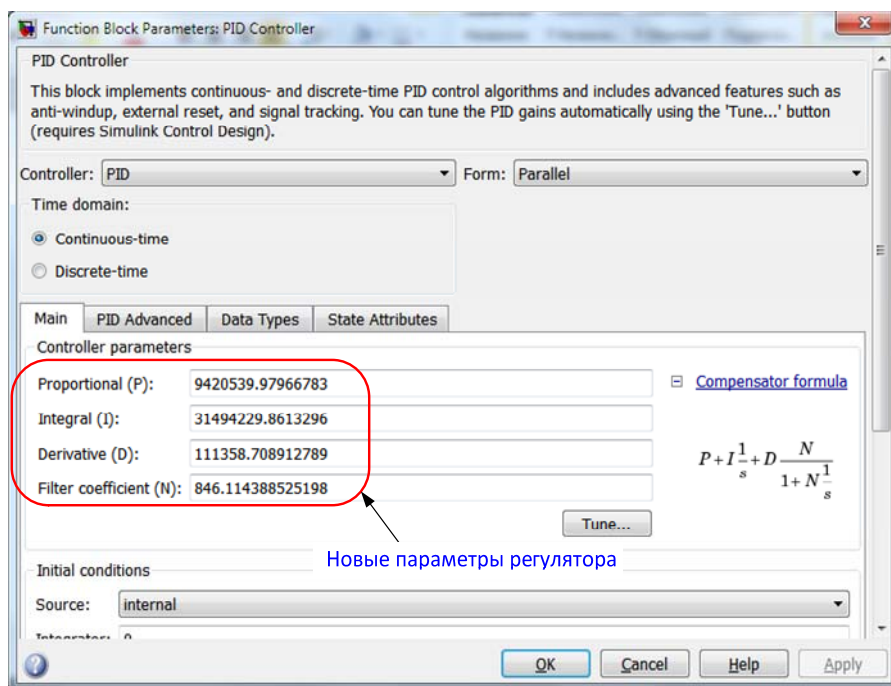 Function Block Parameters: PID Controller
PID Controller
This block implements continuous- and discrete-time PID control algorithms and includes advanced features such as
anti-windup, external reset, and signal tracking. You can tune the PID gains automatically using the 'Tune...' button
(requires Simulink Control Design).
Controller: PID Form: Parallel
Time domain:
Continuous-time
Discrete-time
Main PID Advanced Data Types State Attributes
Controller parameters
Proportional (P): 9420539.97966783 Compensator formula
Integral (I): 31494229.8613296
Derivative (D): 111358.708912789
P + I 1/s + D N/(1 + N 1/s)
Filter coefficient (N): 846.114388525198
Tune...
Новые параметры регулятора
Initial conditions
Source: internal
Integrator: 0
OK Cancel Help Apply